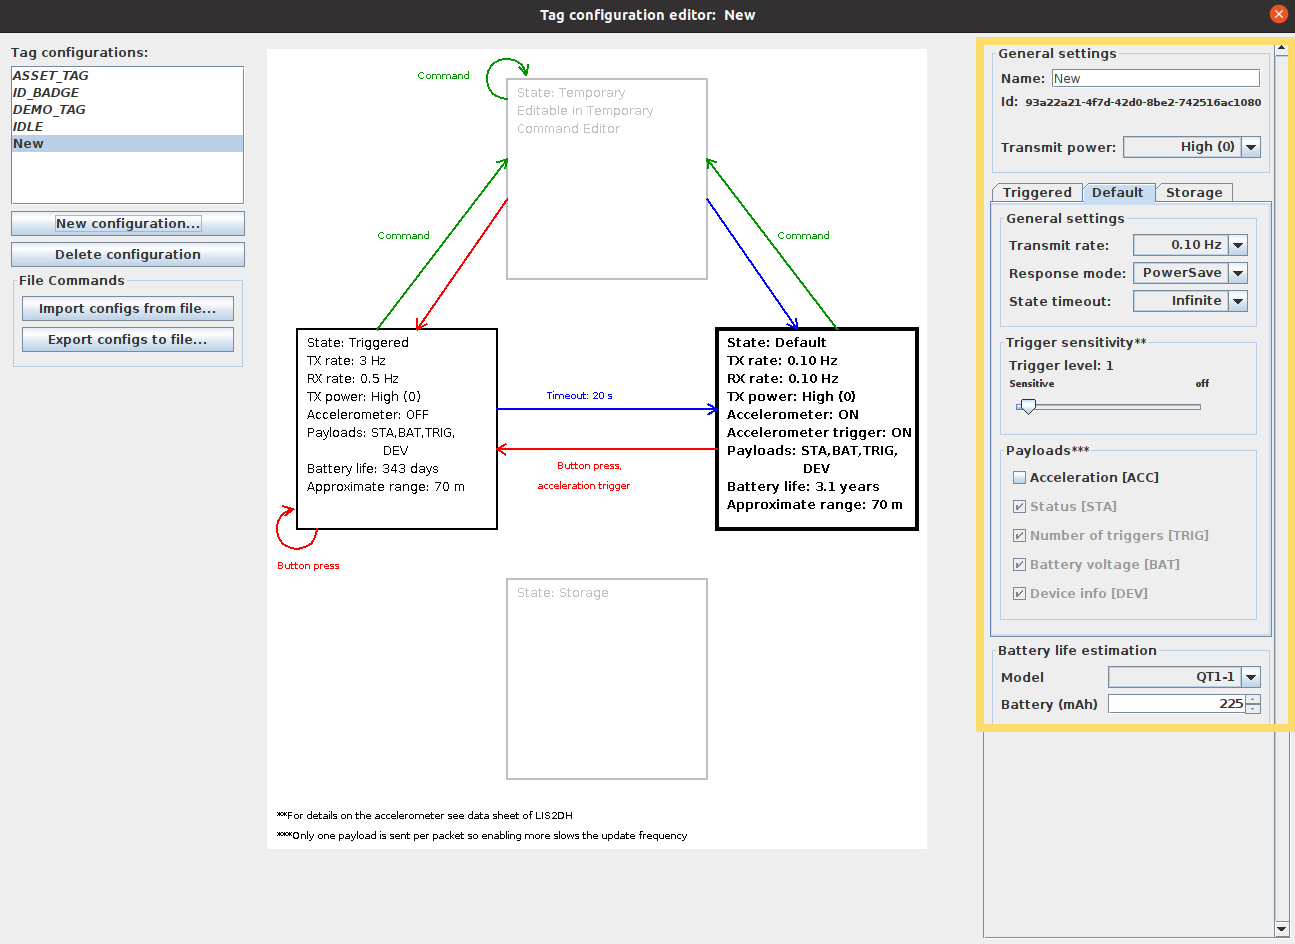 Tag configuration editor: New
Tag configurations:
ASSET_TAG
ID_BADGE
DEMO_TAG
IDLE
New
New configuration...
Delete configuration
File Commands
Import configs from file...
Export configs to file...
Command
State: Temporary
Editable in Temporary
Command Editor
Command
Command
State: Triggered
TX rate: 3 Hz
RX rate: 0.5 Hz
TX power: High (0)
Accelerometer: OFF
Payloads: STA,BAT,TRIG,
DEV
Battery life: 343 days
Approximate range: 70 m
Timeout: 20 s
Button press,
acceleration trigger
Button press
State: Default
TX rate: 0.10 Hz
RX rate: 0.10 Hz
TX power: High (0)
Accelerometer: ON
Accelerometer trigger: ON
Payloads: STA,BAT,TRIG,
DEV
Battery life: 3.1 years
Approximate range: 70 m
State: Storage
**For details on the accelerometer see data sheet of LIS2DH
***Only one payload is sent per packet so enabling more slows the update frequency
General settings
Name: New
Id: 93a22a21-4f7d-42d0-8be2-742516ac1080
Transmit power: High (0)
Triggered Default Storage
General settings
Transmit rate: 0.10 Hz
Response mode: PowerSave
State timeout: Infinite
Trigger sensitivity**
Trigger level: 1
Sensitive off
Payloads***
Acceleration [ACC]
Status [STA]
Number of triggers [TRIG]
Battery voltage [BAT]
Device info [DEV]
Battery life estimation
Model QT1-1
Battery (mAh) 225